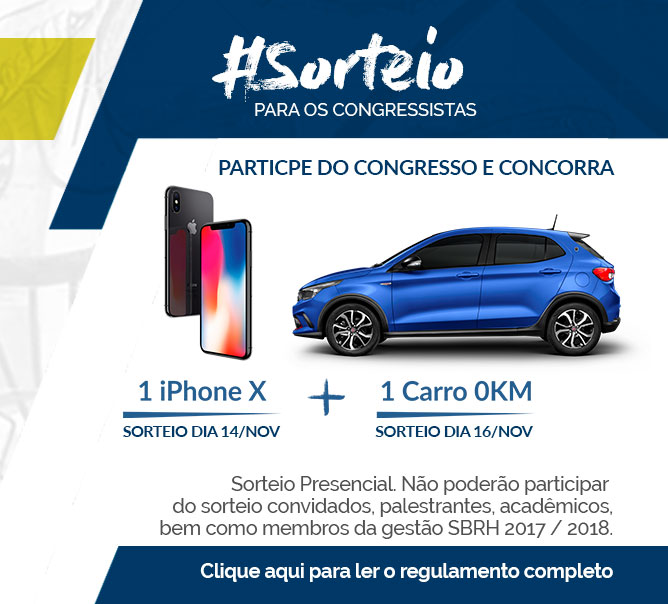 #Sorteio
PARA OS CONGRESSISTAS
PARTICPE DO CONGRESSO E CONCORRA
1 iPhone X + 1 Carro 0KM
SORTEIO DIA 14/NOV SORTEIO DIA 16/NOV
Sorteio Presencial. Não poderão participar
do sorteio convidados, palestrantes, acadêmicos,
bem como membros da gestão SBRH 2017 / 2018.
Clique aqui para ler o regulamento completo